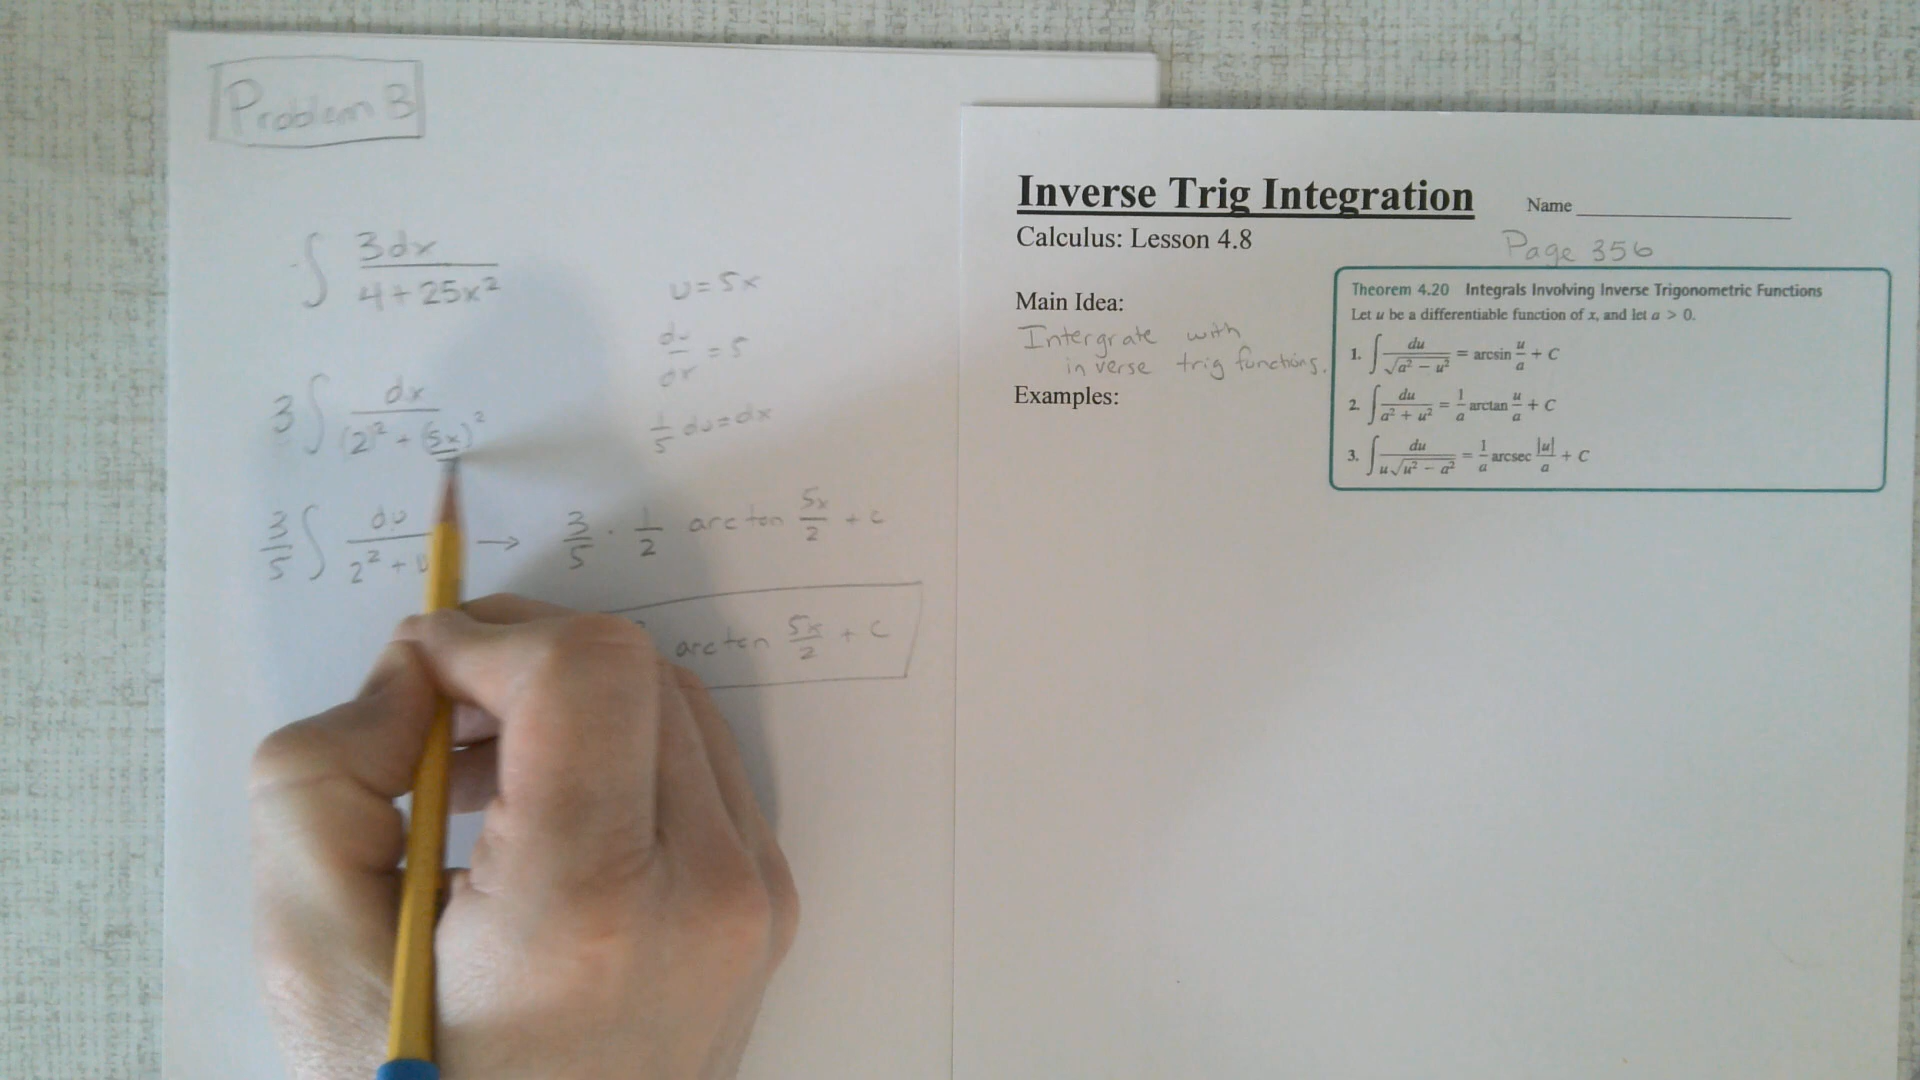 Problem B
∫ 3dx / 4 + 25x²
u = 5x
du/dx = 5
1/5 du = dx
3 ∫ dx / (2)² + (5x)²
3/5 ∫ du / 2² + → 3/5 · 1/2 arctan 5x/2 + C
arctan 5x/2 + C
Inverse Trig Integration
Name
Calculus: Lesson 4.8
Page 356
Main Idea:
Intergrate with
inverse trig functions.
Examples:
Theorem 4.20 Integrals Involving Inverse Trigonometric Functions
Let u be a differentiable function of x, and let a > 0.
1. ∫ du / √a² − u² = arcsin u/a + C
2. ∫ du / a² + u² = 1/a arctan u/a + C
3. ∫ du / u√u² − a² = 1/a arcsec |u|/a + C